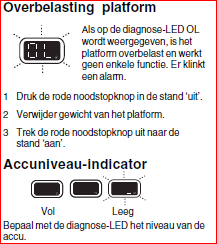 Overbelasting platform
OL
Als op de diagnose-LED OL
wordt weergegeven, is het
platform overbelast en werkt
geen enkele functie. Er klinkt
een alarm.
1 Druk de rode noodstopknop in de stand ‘uit’.
2 Verwijder gewicht van het platform.
3 Trek de rode noodstopknop uit naar de
stand ‘aan’.
Accuniveau-indicator
Vol Leeg
Bepaal met de diagnose-LED het niveau van de
accu.